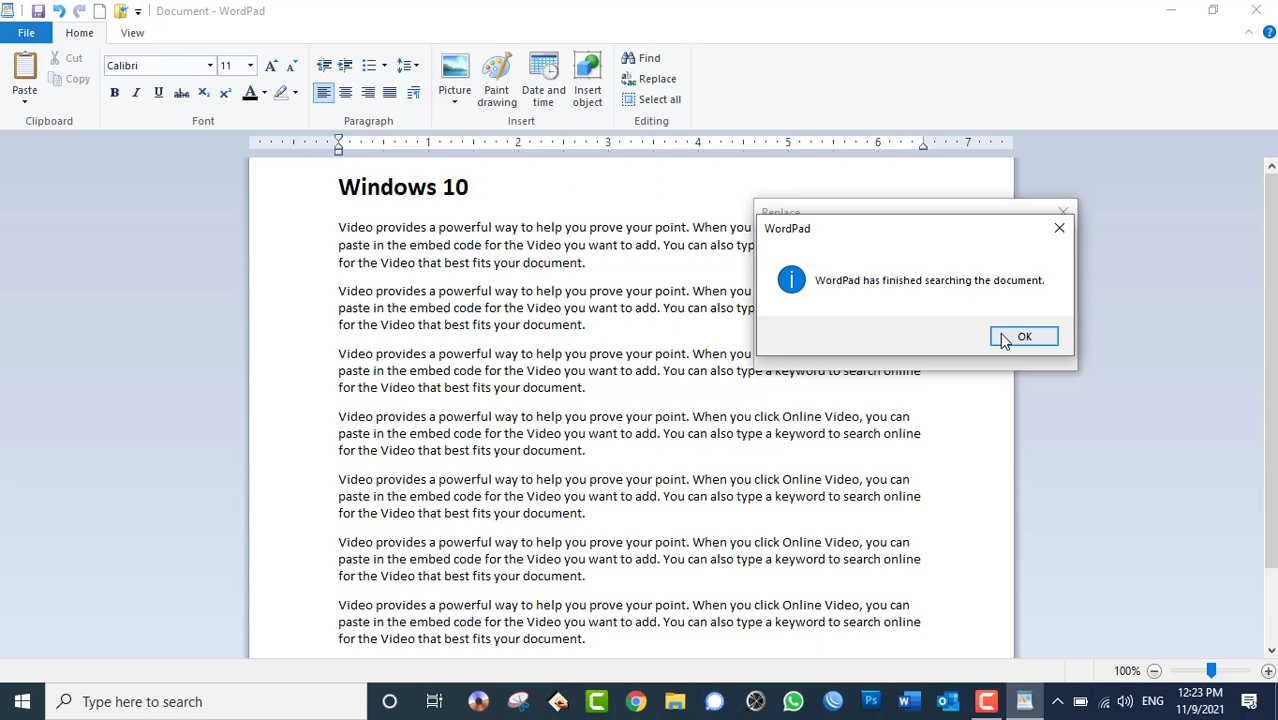 Document - WordPad
File Home View
Paste
Cut
Copy
Clipboard
Calibri 11
B I U abc X₂ X²
A
Font
Paragraph
Picture
Paint drawing
Date and time
Insert object
Insert
Find
Replace
Select all
Editing
1 2 3 4 5 6 7
Windows 10
Video provides a powerful way to help you prove your point. When you
paste in the embed code for the Video you want to add. You can also type
for the Video that best fits your document.
Video provides a powerful way to help you prove your point. When you
paste in the embed code for the Video you want to add. You can also type
for the Video that best fits your document.
Video provides a powerful way to help you prove your point. When you
paste in the embed code for the Video you want to add. You can also type a keyword to search online
for the Video that best fits your document.
Video provides a powerful way to help you prove your point. When you click Online Video, you can
paste in the embed code for the Video you want to add. You can also type a keyword to search online
for the Video that best fits your document.
Video provides a powerful way to help you prove your point. When you click Online Video, you can
paste in the embed code for the Video you want to add. You can also type a keyword to search online
for the Video that best fits your document.
Video provides a powerful way to help you prove your point. When you click Online Video, you can
paste in the embed code for the Video you want to add. You can also type a keyword to search online
for the Video that best fits your document.
Video provides a powerful way to help you prove your point. When you click Online Video, you can
paste in the embed code for the Video you want to add. You can also type a keyword to search online
for the Video that best fits your document.
Replace
WordPad
WordPad has finished searching the document.
OK
100%
Type here to search
ENG
12:23 PM
11/9/2021